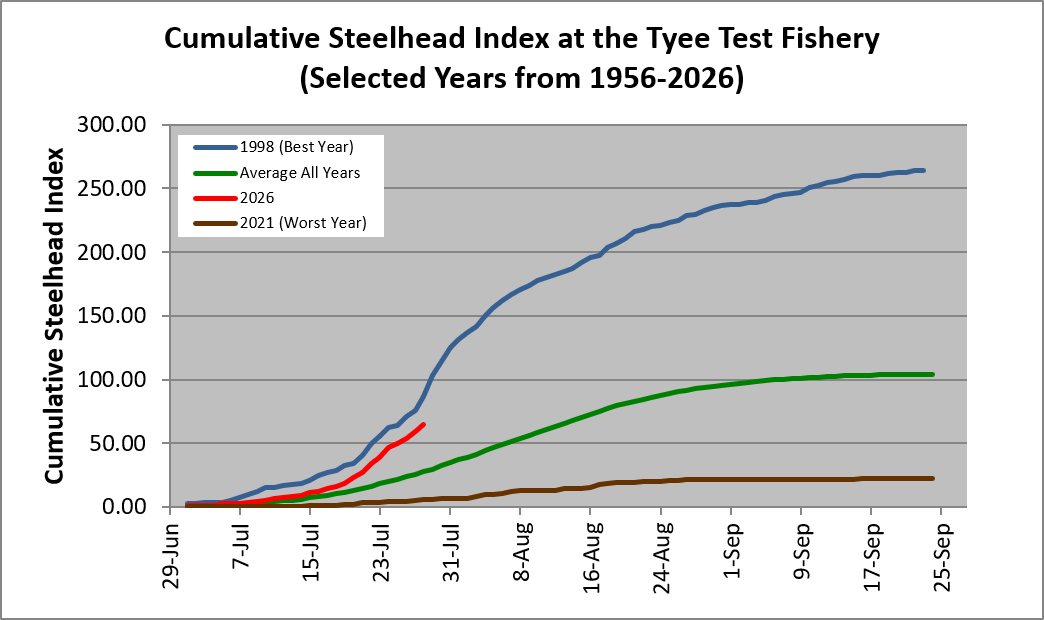 Cumulative Steelhead Index at the Tyee Test Fishery
(Selected Years from 1956-2026)
Cumulative Steelhead Index
300.00
250.00
200.00
150.00
100.00
50.00
0.00
1998 (Best Year)
Average All Years
2026
2021 (Worst Year)
29-Jun
7-Jul
15-Jul
23-Jul
31-Jul
8-Aug
16-Aug
24-Aug
1-Sep
9-Sep
17-Sep
25-Sep